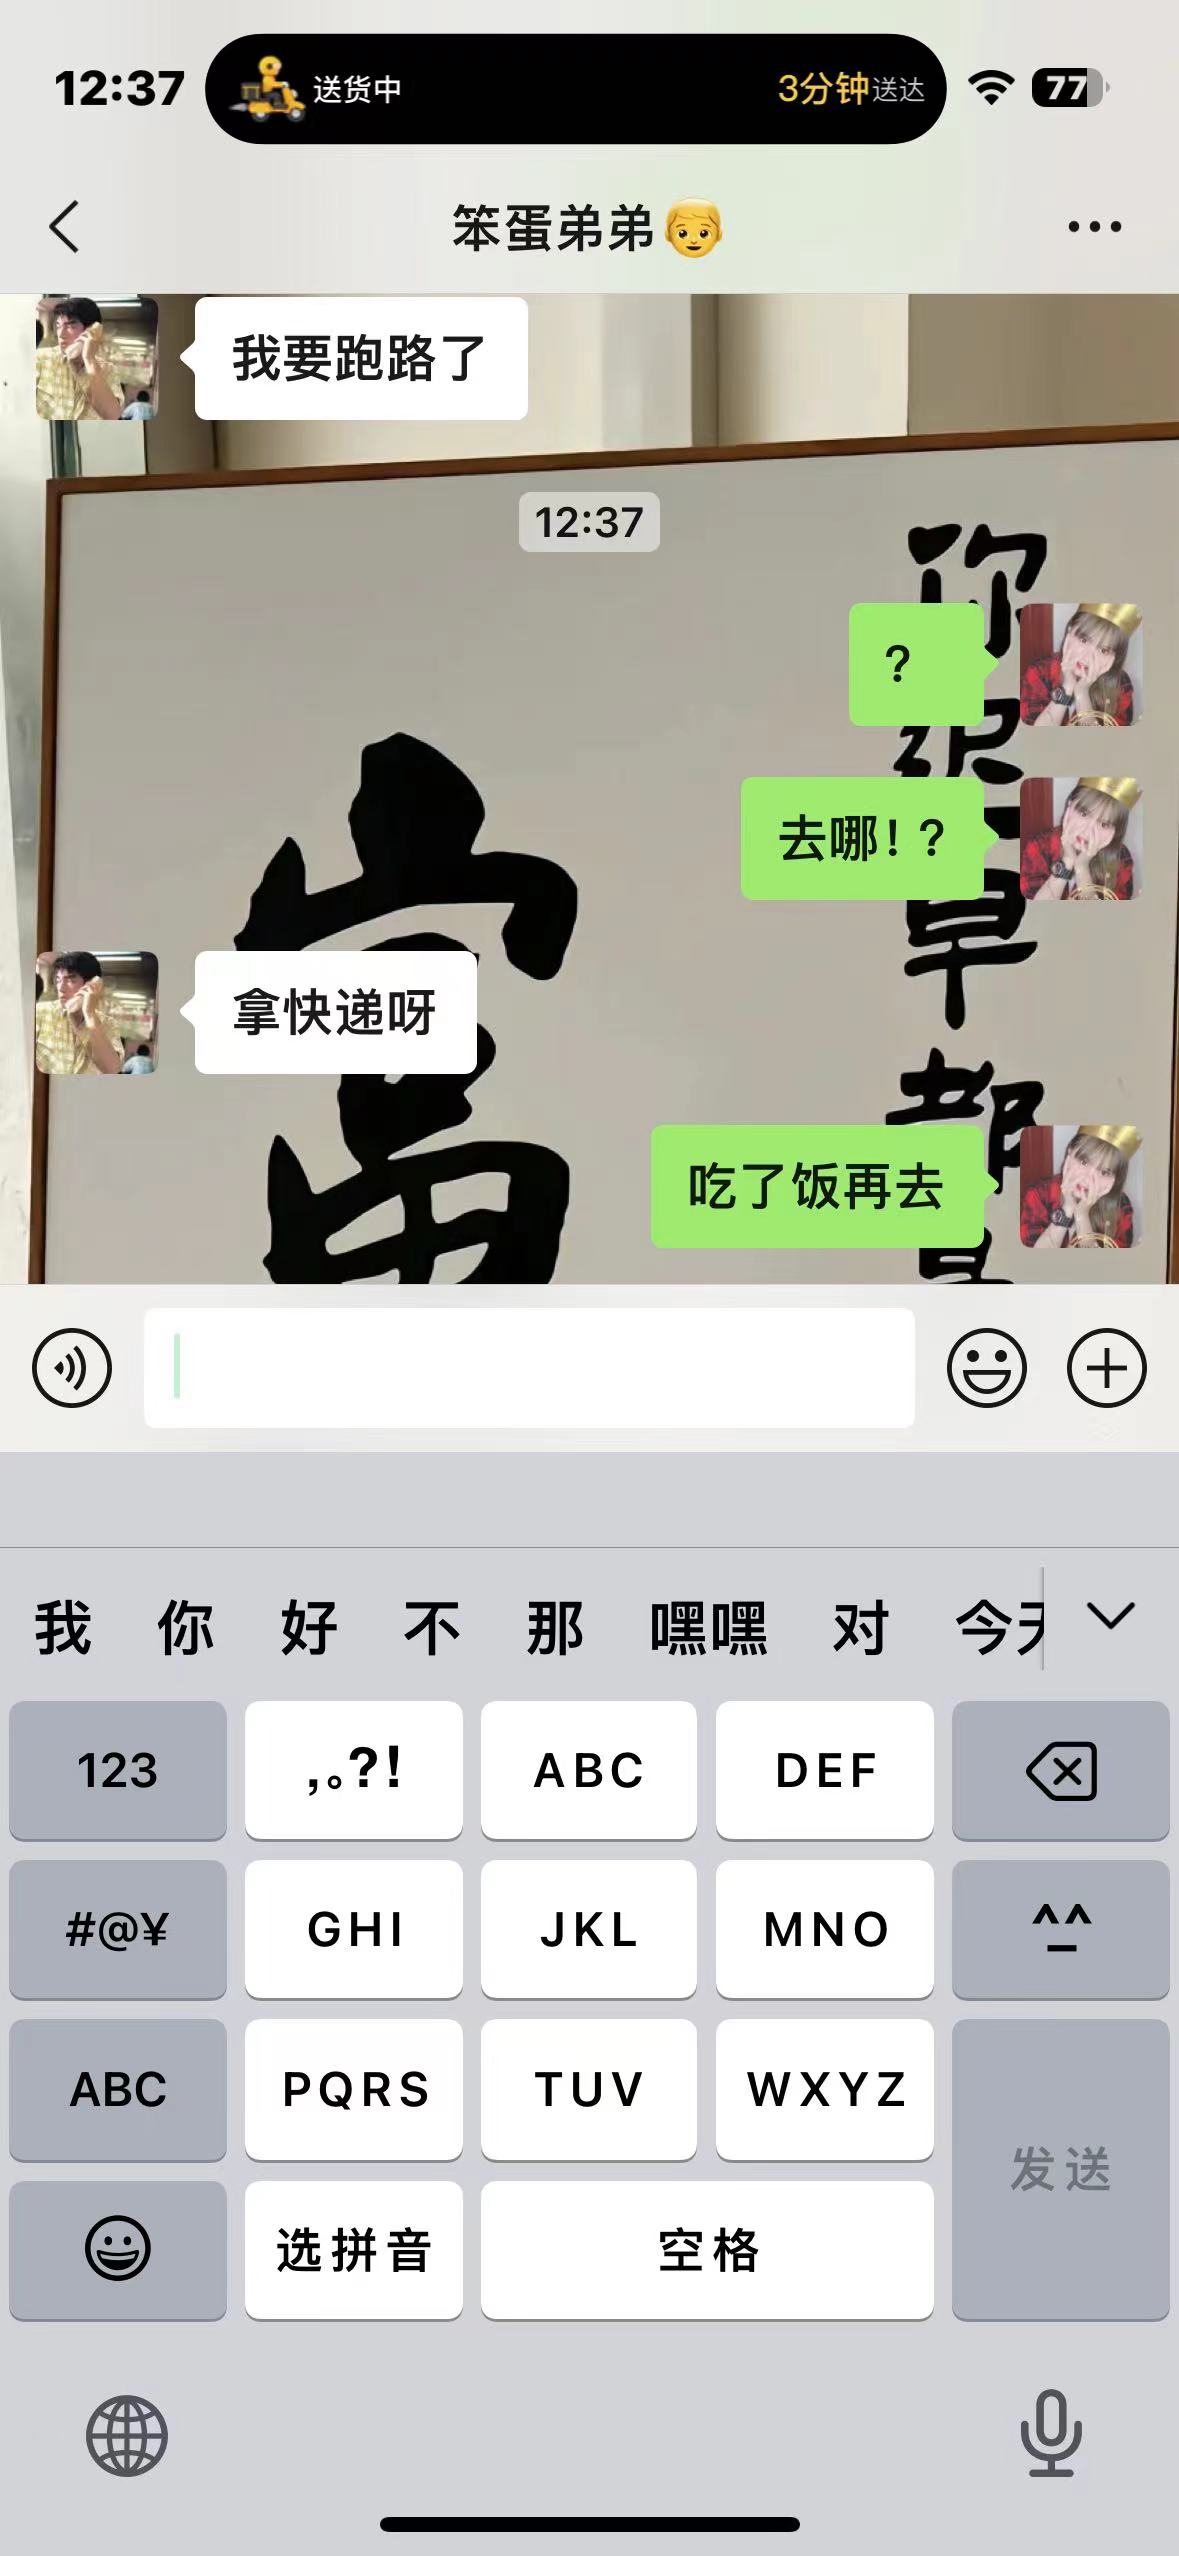 12:37
送货中
3分钟送达
77
笨蛋弟弟
我要跑路了
12:37
?
去哪！?
拿快递呀
吃了饭再去
我 你 好 不 那 嘿嘿 对 今天
123
,。?!
ABC
DEF
#@¥
GHI
JKL
MNO
^^
ABC
PQRS
TUV
WXYZ
发送
选拼音
空格